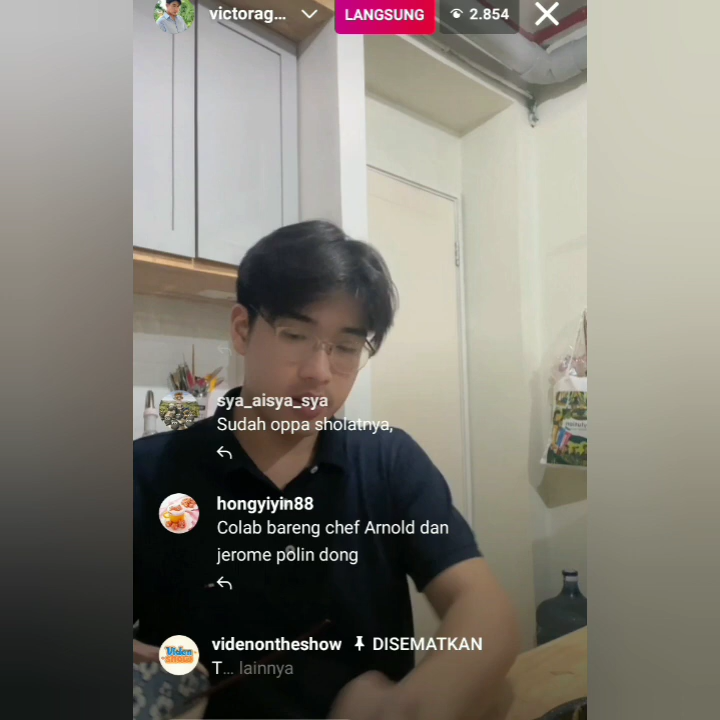 victorag...
LANGSUNG
2.854
sya_aisya_sya
Sudah oppa sholatnya,
hongyiyin88
Colab bareng chef Arnold dan
jerome polin dong
videnontheshow DISEMATKAN
T... lainnya